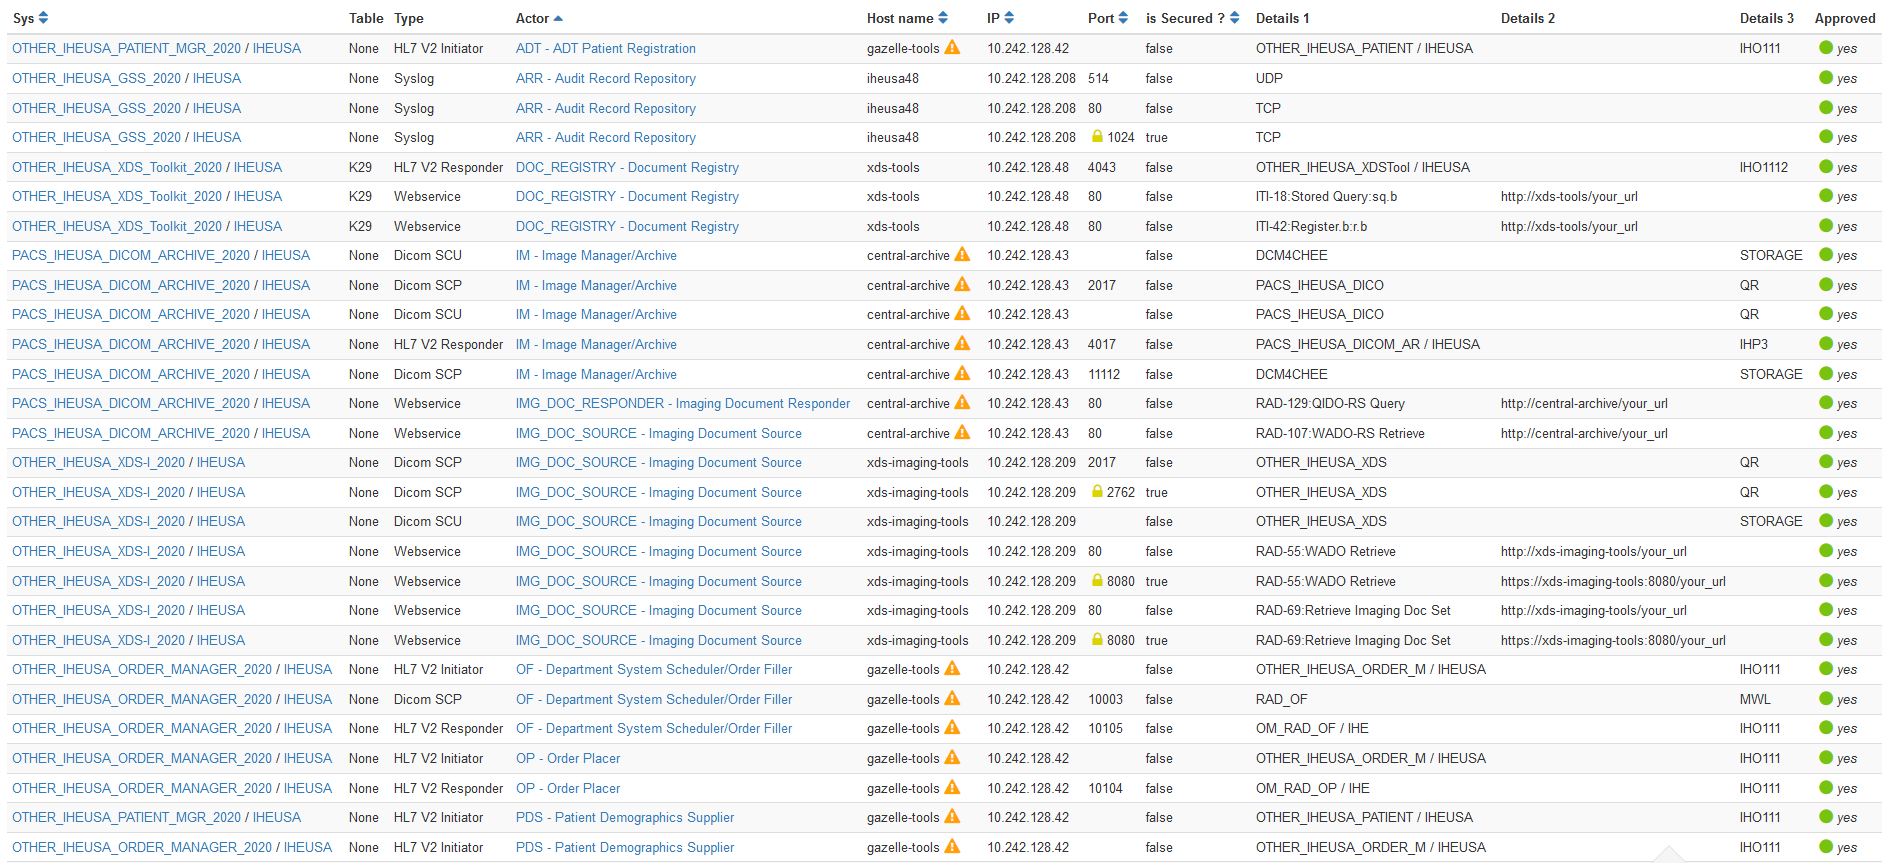 Sys Table Type Actor Host name IP Port is Secured ? Details 1 Details 2 Details 3 Approved
OTHER_IHEUSA_PATIENT_MGR_2020 / IHEUSA None HL7 V2 Initiator ADT - ADT Patient Registration gazelle-tools 10.242.128.42 false OTHER_IHEUSA_PATIENT / IHEUSA IHO111 yes
OTHER_IHEUSA_GSS_2020 / IHEUSA None Syslog ARR - Audit Record Repository iheusa48 10.242.128.208 514 false UDP yes
OTHER_IHEUSA_GSS_2020 / IHEUSA None Syslog ARR - Audit Record Repository iheusa48 10.242.128.208 80 false TCP yes
OTHER_IHEUSA_GSS_2020 / IHEUSA None Syslog ARR - Audit Record Repository iheusa48 10.242.128.208 1024 true TCP yes
OTHER_IHEUSA_XDS_Toolkit_2020 / IHEUSA K29 HL7 V2 Responder DOC_REGISTRY - Document Registry xds-tools 10.242.128.48 4043 false OTHER_IHEUSA_XDSTool / IHEUSA IHO1112 yes
OTHER_IHEUSA_XDS_Toolkit_2020 / IHEUSA K29 Webservice DOC_REGISTRY - Document Registry xds-tools 10.242.128.48 80 false ITI-18:Stored Query:sq.b http://xds-tools/your_url yes
OTHER_IHEUSA_XDS_Toolkit_2020 / IHEUSA K29 Webservice DOC_REGISTRY - Document Registry xds-tools 10.242.128.48 80 false ITI-42:Register.b:r.b http://xds-tools/your_url yes
PACS_IHEUSA_DICOM_ARCHIVE_2020 / IHEUSA None Dicom SCU IM - Image Manager/Archive central-archive 10.242.128.43 false DCM4CHEE STORAGE yes
PACS_IHEUSA_DICOM_ARCHIVE_2020 / IHEUSA None Dicom SCP IM - Image Manager/Archive central-archive 10.242.128.43 2017 false PACS_IHEUSA_DICO QR yes
PACS_IHEUSA_DICOM_ARCHIVE_2020 / IHEUSA None Dicom SCU IM - Image Manager/Archive central-archive 10.242.128.43 false PACS_IHEUSA_DICO QR yes
PACS_IHEUSA_DICOM_ARCHIVE_2020 / IHEUSA None HL7 V2 Responder IM - Image Manager/Archive central-archive 10.242.128.43 4017 false PACS_IHEUSA_DICOM_AR / IHEUSA IHP3 yes
PACS_IHEUSA_DICOM_ARCHIVE_2020 / IHEUSA None Dicom SCP IM - Image Manager/Archive central-archive 10.242.128.43 11112 false DCM4CHEE STORAGE yes
PACS_IHEUSA_DICOM_ARCHIVE_2020 / IHEUSA None Webservice IMG_DOC_RESPONDER - Imaging Document Responder central-archive 10.242.128.43 80 false RAD-129:QIDO-RS Query http://central-archive/your_url yes
PACS_IHEUSA_DICOM_ARCHIVE_2020 / IHEUSA None Webservice IMG_DOC_SOURCE - Imaging Document Source central-archive 10.242.128.43 80 false RAD-107:WADO-RS Retrieve http://central-archive/your_url yes
OTHER_IHEUSA_XDS-I_2020 / IHEUSA None Dicom SCP IMG_DOC_SOURCE - Imaging Document Source xds-imaging-tools 10.242.128.209 2017 false OTHER_IHEUSA_XDS QR yes
OTHER_IHEUSA_XDS-I_2020 / IHEUSA None Dicom SCP IMG_DOC_SOURCE - Imaging Document Source xds-imaging-tools 10.242.128.209 2762 true OTHER_IHEUSA_XDS QR yes
OTHER_IHEUSA_XDS-I_2020 / IHEUSA None Dicom SCU IMG_DOC_SOURCE - Imaging Document Source xds-imaging-tools 10.242.128.209 false OTHER_IHEUSA_XDS STORAGE yes
OTHER_IHEUSA_XDS-I_2020 / IHEUSA None Webservice IMG_DOC_SOURCE - Imaging Document Source xds-imaging-tools 10.242.128.209 80 false RAD-55:WADO Retrieve http://xds-imaging-tools/your_url yes
OTHER_IHEUSA_XDS-I_2020 / IHEUSA None Webservice IMG_DOC_SOURCE - Imaging Document Source xds-imaging-tools 10.242.128.209 8080 true RAD-55:WADO Retrieve https://xds-imaging-tools:8080/your_url yes
OTHER_IHEUSA_XDS-I_2020 / IHEUSA None Webservice IMG_DOC_SOURCE - Imaging Document Source xds-imaging-tools 10.242.128.209 80 false RAD-69:Retrieve Imaging Doc Set http://xds-imaging-tools/your_url yes
OTHER_IHEUSA_XDS-I_2020 / IHEUSA None Webservice IMG_DOC_SOURCE - Imaging Document Source xds-imaging-tools 10.242.128.209 8080 true RAD-69:Retrieve Imaging Doc Set https://xds-imaging-tools:8080/your_url yes
OTHER_IHEUSA_ORDER_MANAGER_2020 / IHEUSA None HL7 V2 Initiator OF - Department System Scheduler/Order Filler gazelle-tools 10.242.128.42 false OTHER_IHEUSA_ORDER_M / IHEUSA IHO111 yes
OTHER_IHEUSA_ORDER_MANAGER_2020 / IHEUSA None Dicom SCP OF - Department System Scheduler/Order Filler gazelle-tools 10.242.128.42 10003 false RAD_OF MWL yes
OTHER_IHEUSA_ORDER_MANAGER_2020 / IHEUSA None HL7 V2 Responder OF - Department System Scheduler/Order Filler gazelle-tools 10.242.128.42 10105 false OM_RAD_OF / IHE IHO111 yes
OTHER_IHEUSA_ORDER_MANAGER_2020 / IHEUSA None HL7 V2 Initiator OP - Order Placer gazelle-tools 10.242.128.42 false OTHER_IHEUSA_ORDER_M / IHEUSA IHO111 yes
OTHER_IHEUSA_ORDER_MANAGER_2020 / IHEUSA None HL7 V2 Responder OP - Order Placer gazelle-tools 10.242.128.42 10104 false OM_RAD_OP / IHE IHO111 yes
OTHER_IHEUSA_PATIENT_MGR_2020 / IHEUSA None HL7 V2 Initiator PDS - Patient Demographics Supplier gazelle-tools 10.242.128.42 false OTHER_IHEUSA_PATIENT / IHEUSA IHO111 yes
OTHER_IHEUSA_ORDER_MANAGER_2020 / IHEUSA None HL7 V2 Initiator PDS - Patient Demographics Supplier gazelle-tools 10.242.128.42 false OTHER_IHEUSA_ORDER_M / IHEUSA IHO111 yes